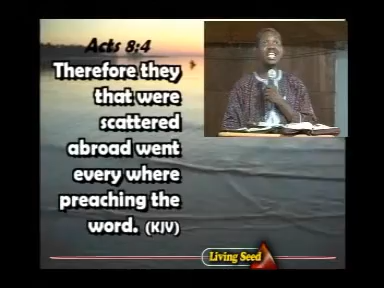 Acts 8:4
Therefore they
that were
scattered
abroad went
every where
preaching the
word. (KJV)
Living Seed